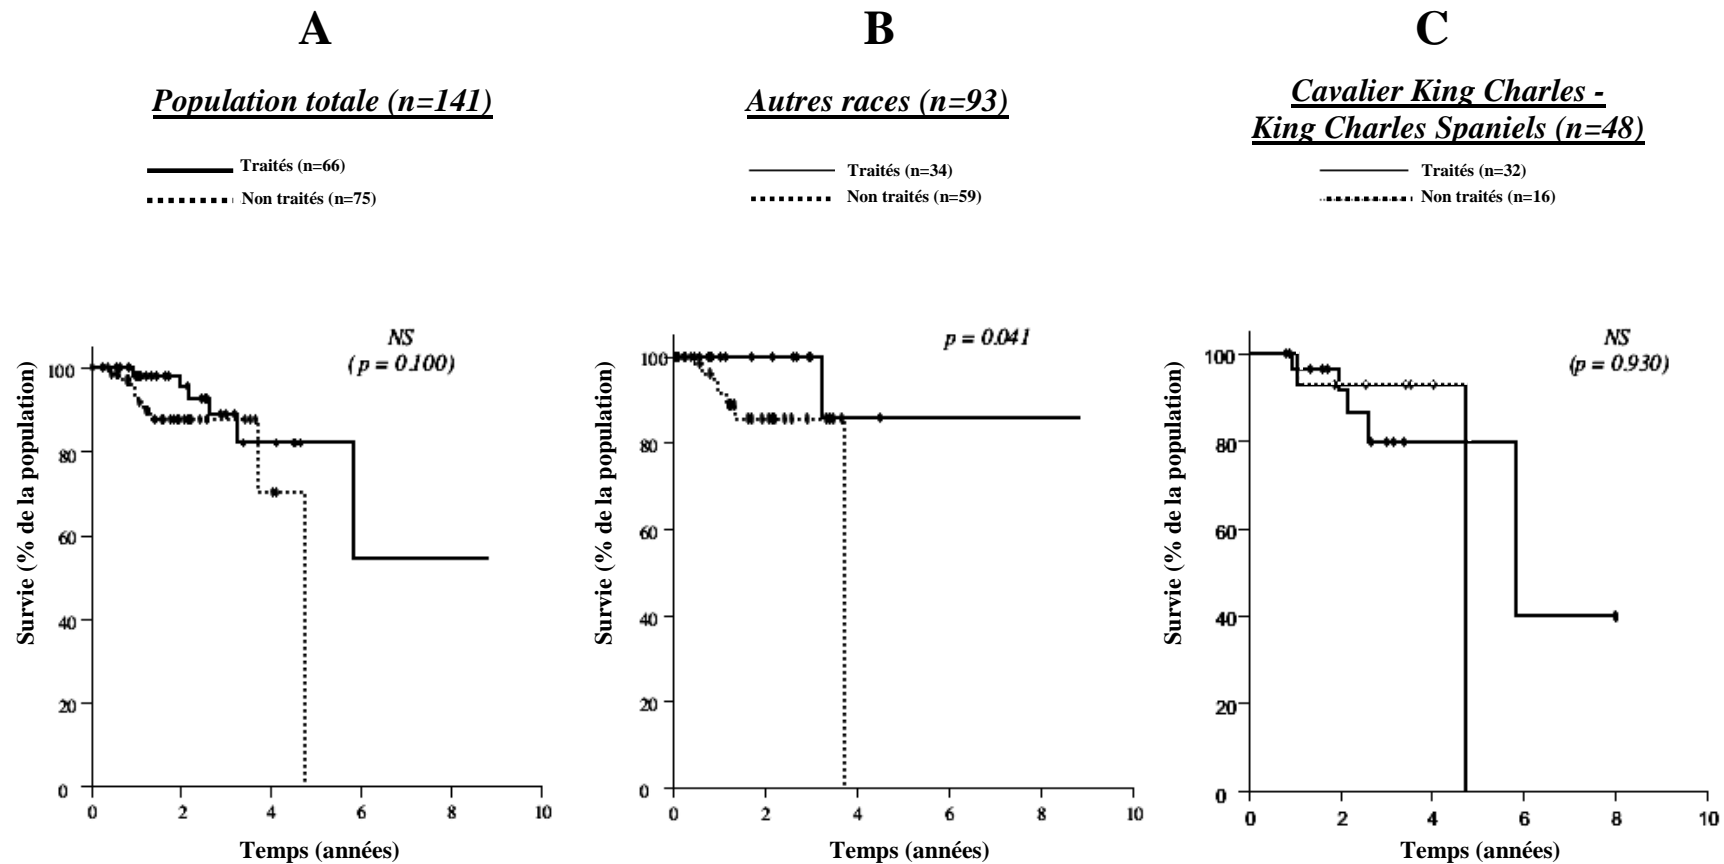 A
Population totale (n=141)
Traités (n=66)
Non traités (n=75)
NS
( p = 0.100)
Survie (% de la population)
100
80
60
40
20
0
0 2 4 6 8 10
Temps (années)
B
Autres races (n=93)
Traités (n=34)
Non traités (n=59)
p = 0.041
Survie (% de la population)
100
80
60
40
20
0
0 2 4 6 8 10
Temps (années)
C
Cavalier King Charles -
King Charles Spaniels (n=48)
Traités (n=32)
Non traités (n=16)
NS
(p = 0.930)
Survie (% de la population)
100
80
60
40
20
0
0 2 4 6 8 10
Temps (années)